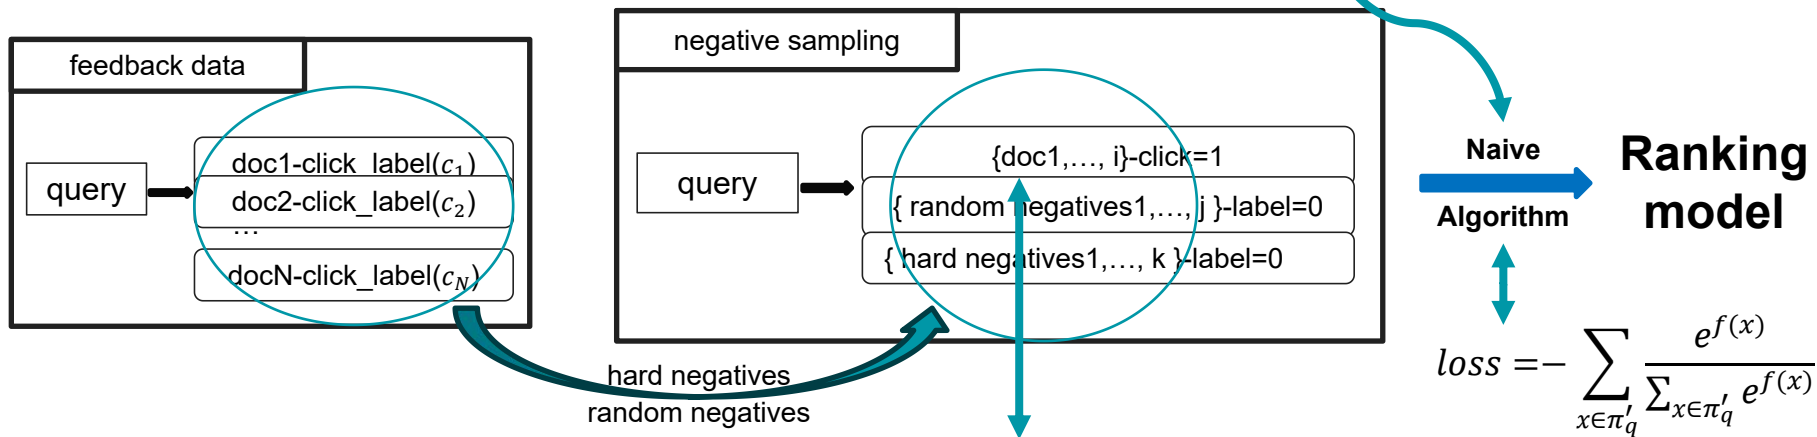 feedback data
query
doc1-click_label(c₁)
doc2-click_label(c₂)
...
docN-click_label(c_N)
hard negatives
random negatives
negative sampling
query
{doc1,..., i}-click=1
{ random negatives1,..., j }-label=0
{ hard negatives1,..., k }-label=0
Naive
Algorithm
Ranking
model
loss =− ∑_{x∈π′_q} e^{f(x)} / ∑_{x∈π′_q} e^{f(x)}